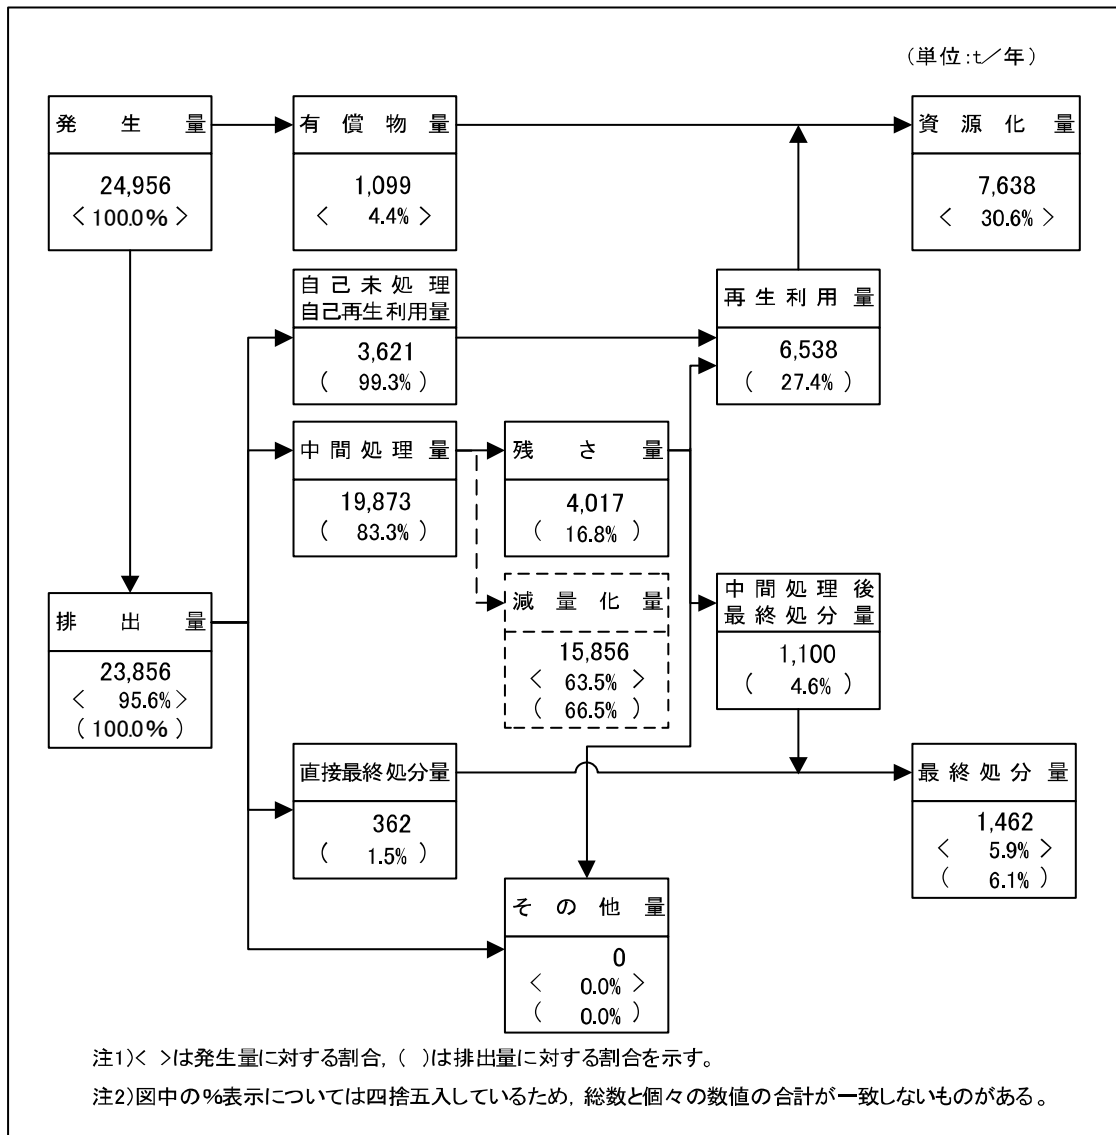 (単位:t/年)
発生量
24,956
<100.0%>
有償物量
1,099
< 4.4% >
資源化量
7,638
< 30.6% >
自己未処理
自己再生利用量
3,621
( 99.3% )
再生利用量
6,538
( 27.4% )
中間処理量
19,873
( 83.3% )
残さ量
4,017
( 16.8% )
排出量
23,856
< 95.6%>
(100.0%)
減量化量
15,856
< 63.5% >
( 66.5% )
中間処理後
最終処分量
1,100
( 4.6% )
直接最終処分量
362
( 1.5% )
最終処分量
1,462
< 5.9% >
( 6.1% )
その他量
0
< 0.0% >
( 0.0% )
注1)< >は発生量に対する割合, ( )は排出量に対する割合を示す。
注2)図中の%表示については四捨五入しているため, 総数と個々の数値の合計が一致しないものがある。